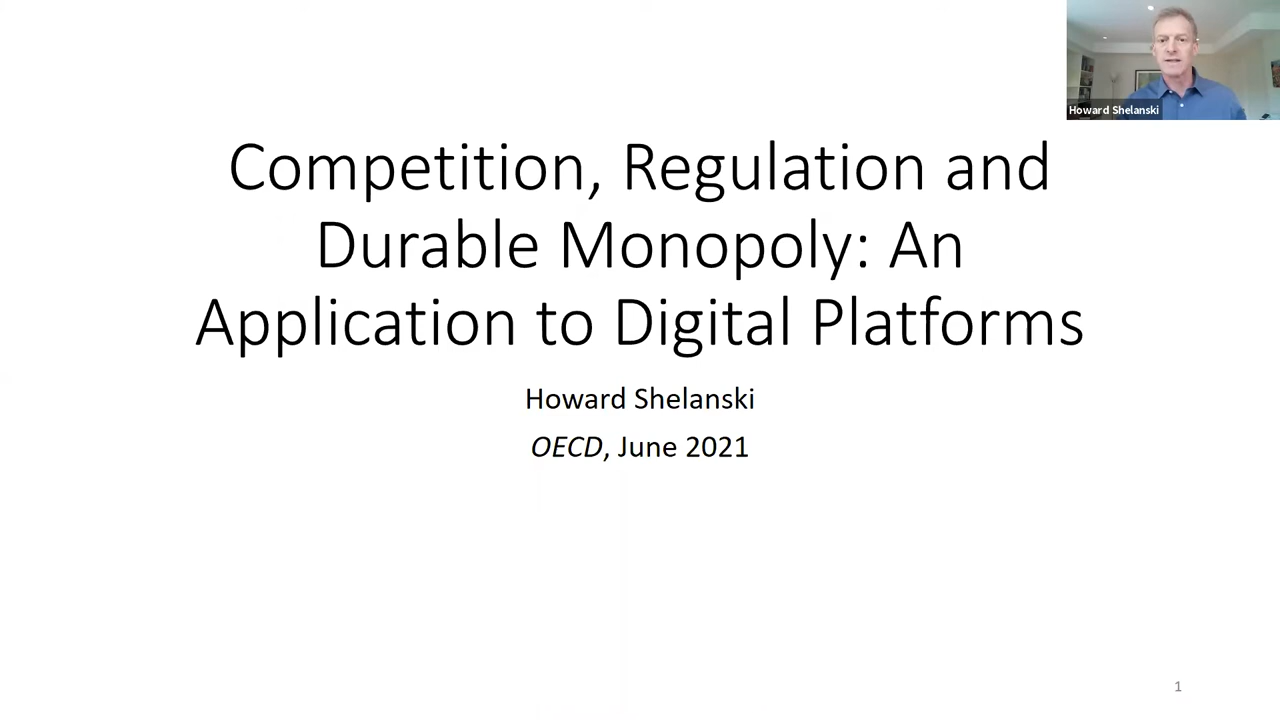 Howard Shelanski
Competition, Regulation and
Durable Monopoly: An
Application to Digital Platforms
Howard Shelanski
OECD, June 2021
1